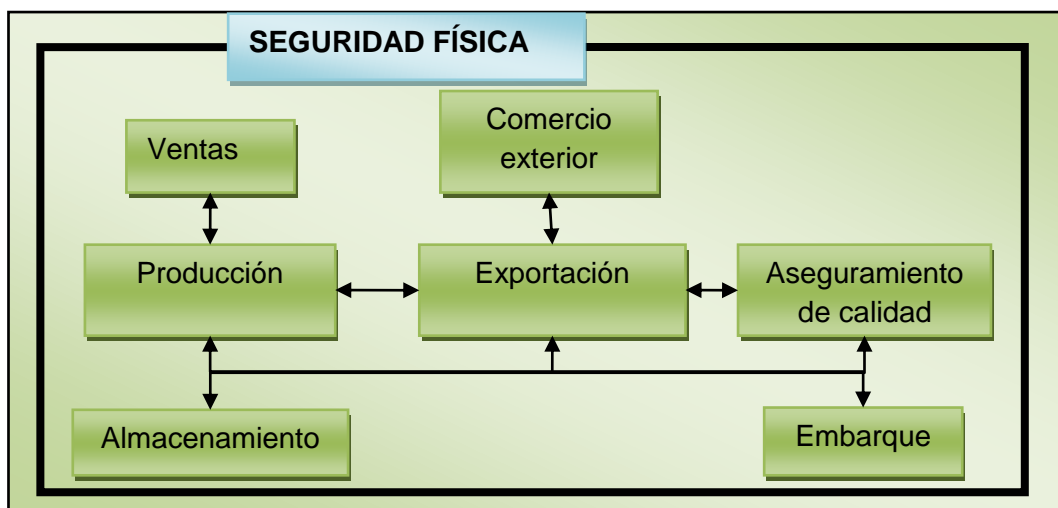 SEGURIDAD FÍSICA
Ventas
Comercio
exterior
Producción
Exportación
Aseguramiento
de calidad
Almacenamiento
Embarque